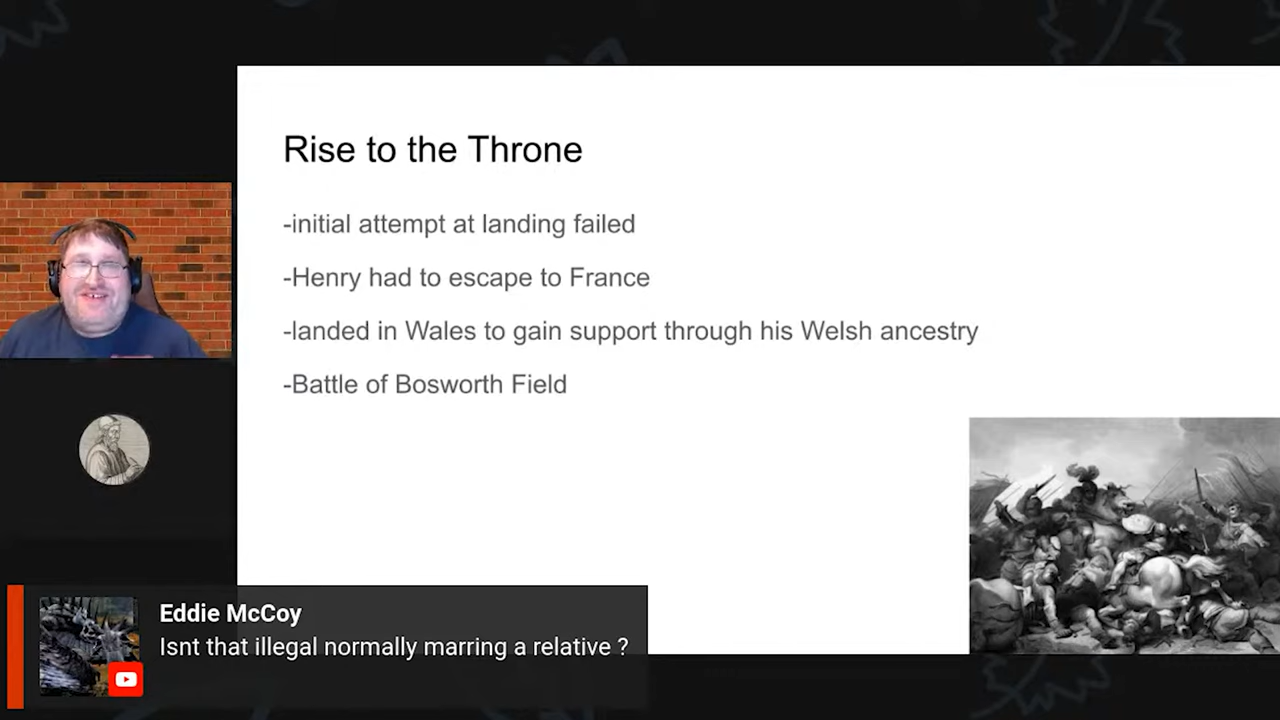 Rise to the Throne
-initial attempt at landing failed
-Henry had to escape to France
-landed in Wales to gain support through his Welsh ancestry
-Battle of Bosworth Field
Eddie McCoy
Isnt that illegal normally marring a relative ?